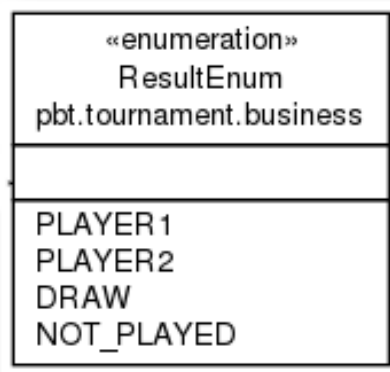 «enumeration»
ResultEnum
pbt.tournament.business
PLAYER1
PLAYER2
DRAW
NOT_PLAYED